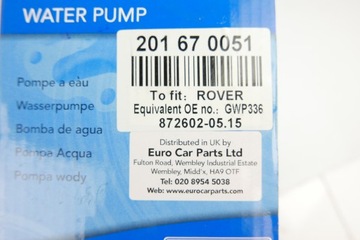 WATER PUMP
201 67 0051
To fit: ROVER
Equivalent OE no.: GWP336
872602-05.15
Pompe a eàu
Wasserpumpe
Bomba de agua
Pompa Acqua
Pompa wody
Distributed in UK by
Euro Car Parts Ltd
Fulton Road, Wembley Industrial Estate
Wembley, Midd'x, HA9 OTF
Tel: 020 8954 5038
Web: www.eurocarparts.com